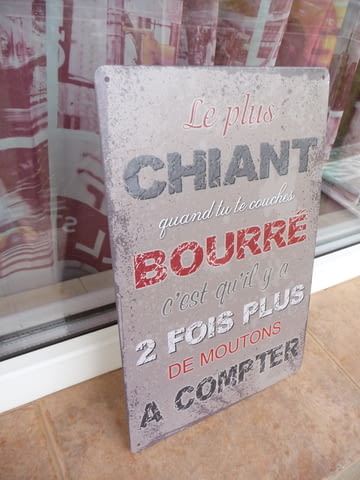 Le plus
CHIANT
quand tu te couches
BOURRÉ
c'est qu'il y a
2 FOIS PLUS
DE MOUTONS
A COMPTER